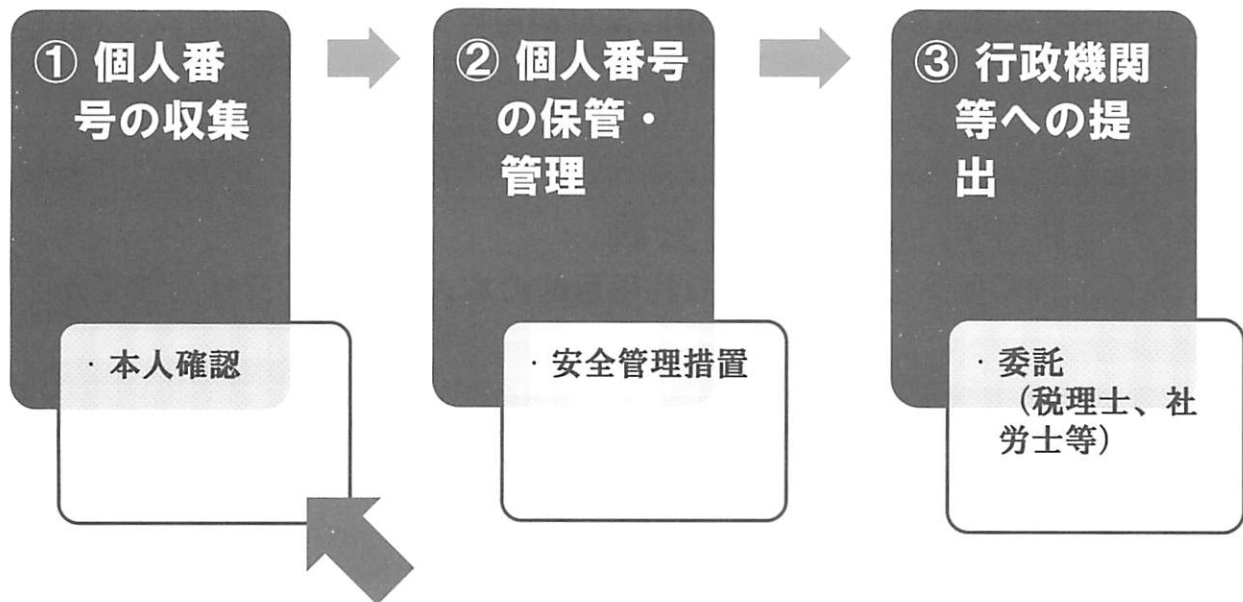 ① 個人番
号の収集
・本人確認
② 個人番号
の保管・
管理
・安全管理措置
③ 行政機関
等への提
出
・委託
（税理士、社
労士等）